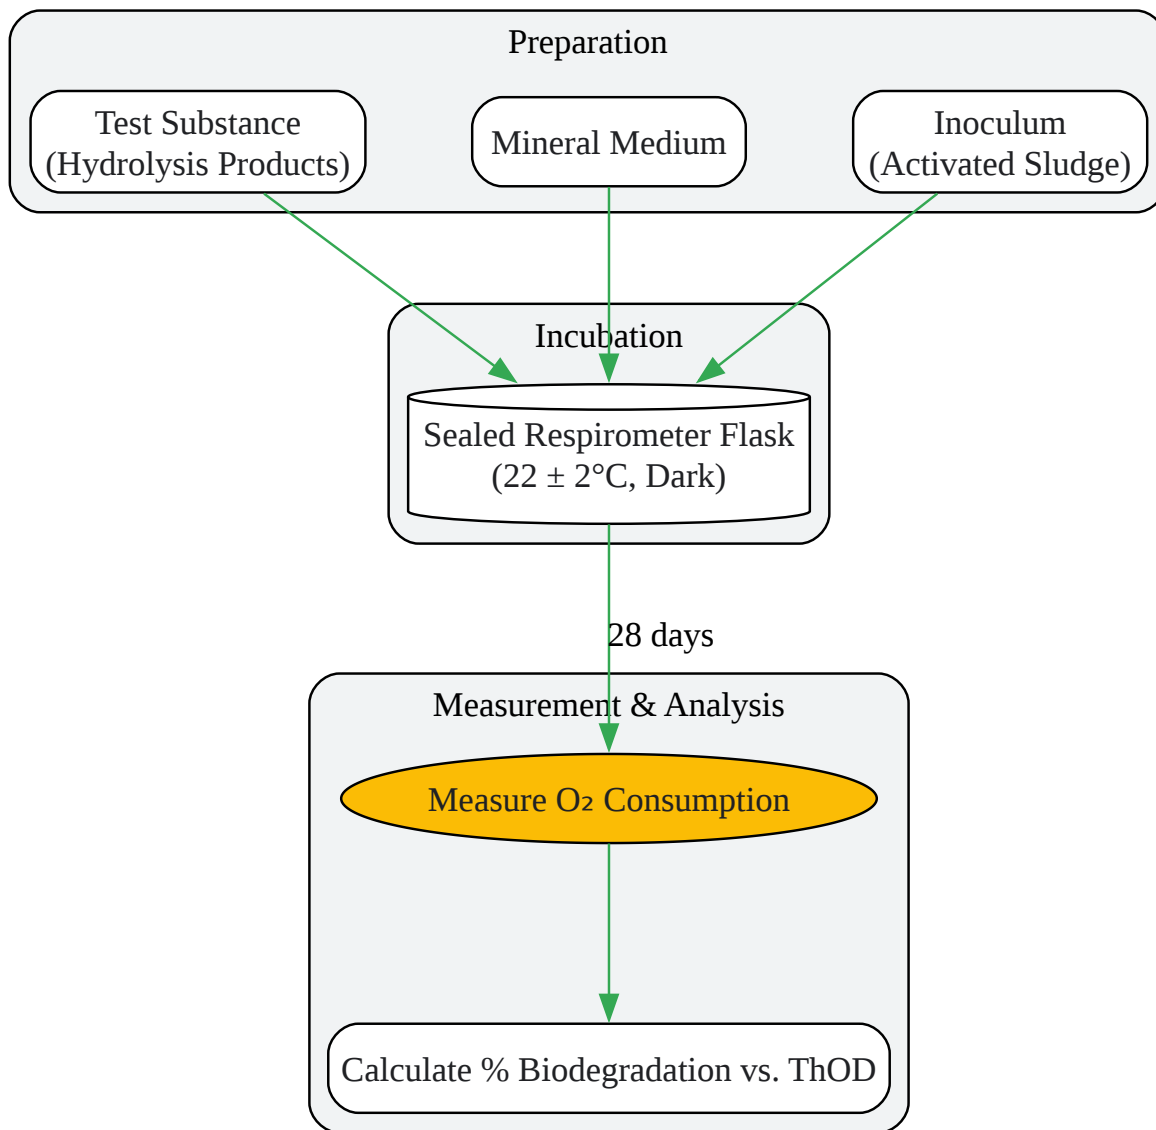 Preparation
Test Substance
(Hydrolysis Products)
Mineral Medium
Inoculum
(Activated Sludge)
Incubation
Sealed Respirometer Flask
(22 ± 2°C, Dark)
28 days
Measurement & Analysis
Measure O₂ Consumption
Calculate % Biodegradation vs. ThOD